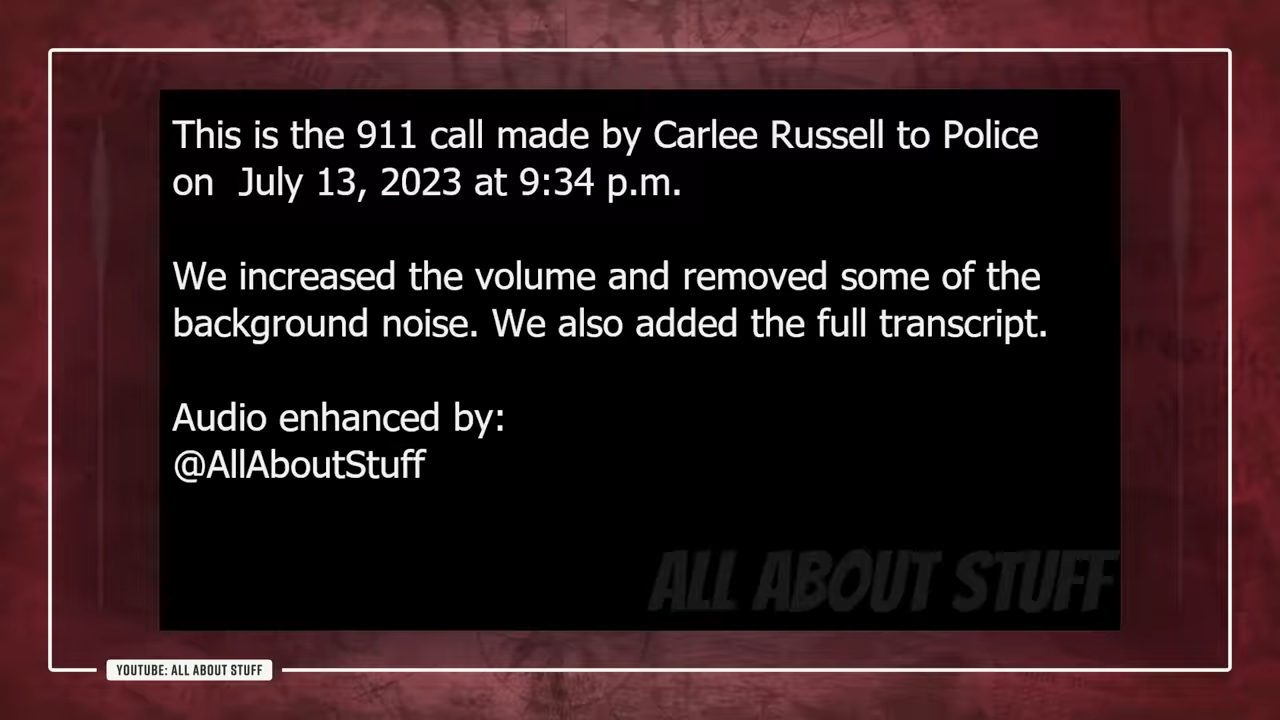 This is the 911 call made by Carlee Russell to Police
on  July 13, 2023 at 9:34 p.m.
We increased the volume and removed some of the
background noise. We also added the full transcript.
Audio enhanced by:
@AllAboutStuff
ALL ABOUT STUFF
YOUTUBE: ALL ABOUT STUFF